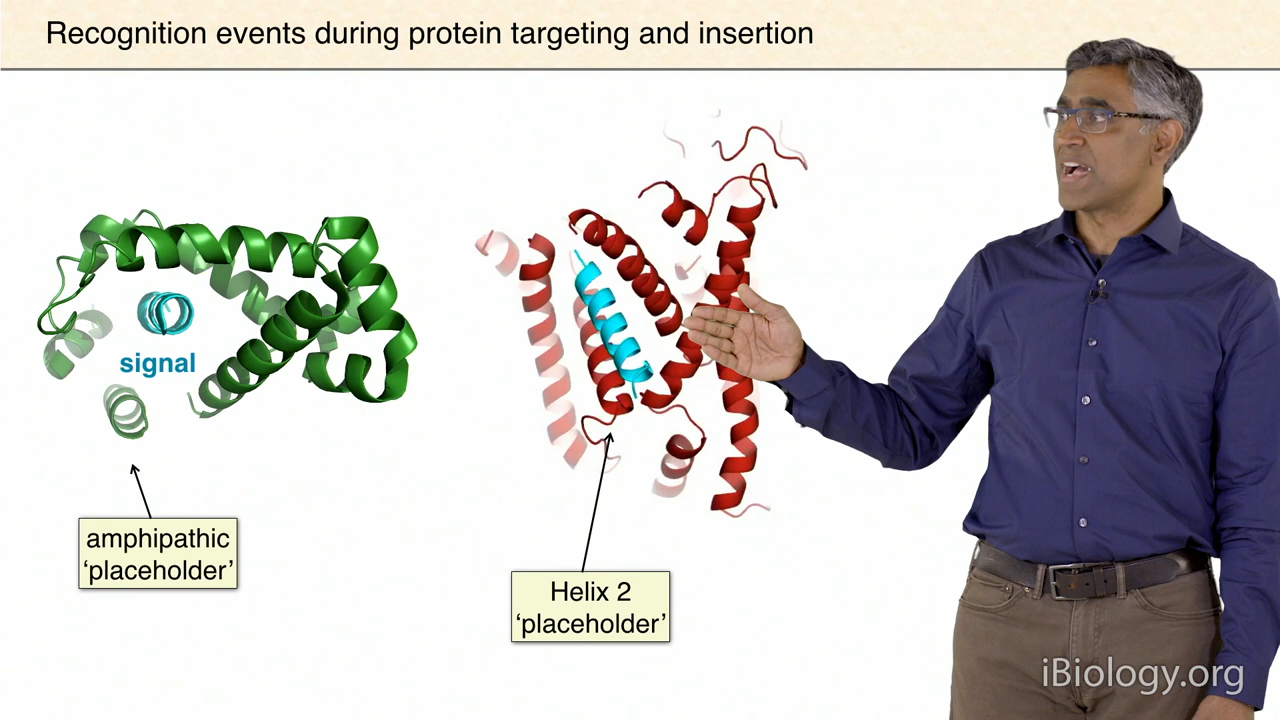 Recognition events during protein targeting and insertion
signal
amphipathic
‘placeholder’
Helix 2
‘placeholder’
iBiology.org